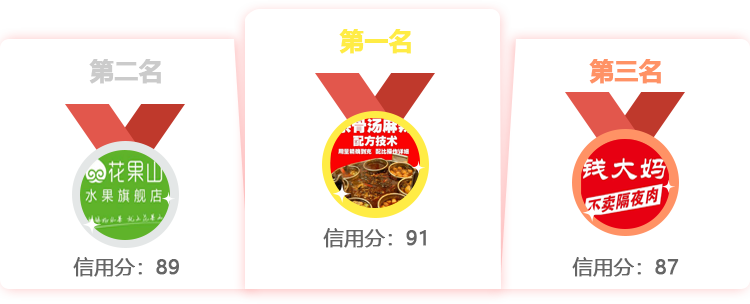 第二名
花果山
水果旗舰店
信用分：89
第一名
骨汤麻
配方技术
信用分：91
第三名
钱大妈
不卖隔夜肉
信用分：87